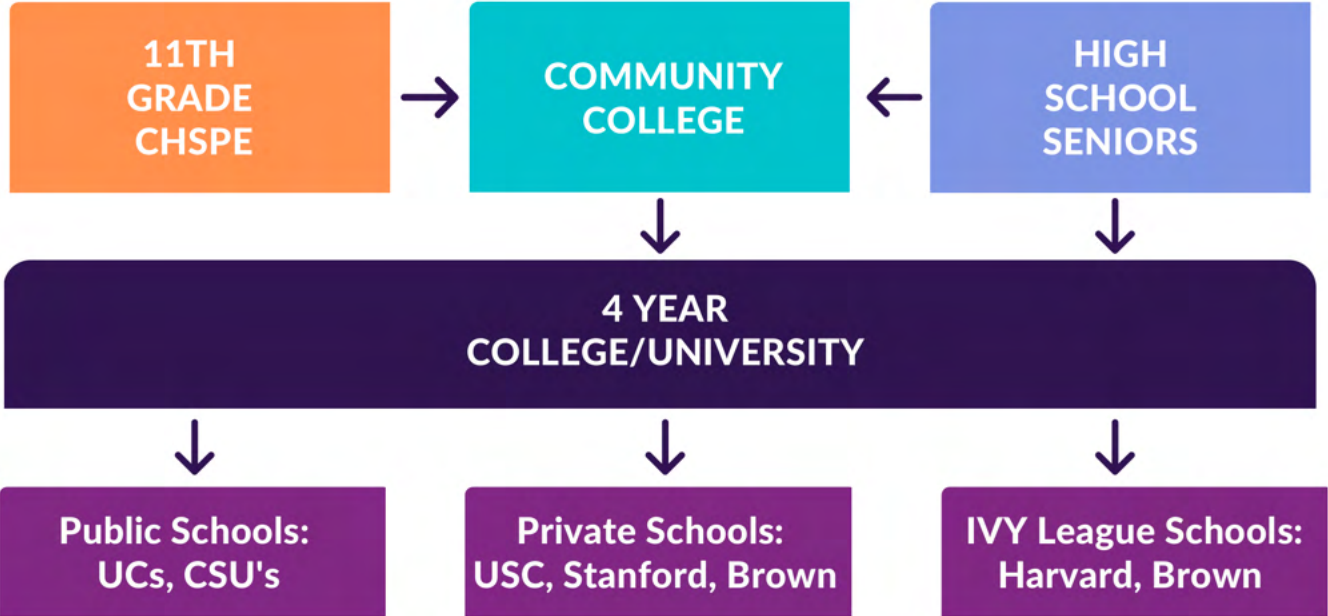 11TH
GRADE
CHSPE
COMMUNITY
COLLEGE
HIGH
SCHOOL
SENIORS
4 YEAR
COLLEGE/UNIVERSITY
Public Schools:
UCs, CSU's
Private Schools:
USC, Stanford, Brown
IVY League Schools:
Harvard, Brown